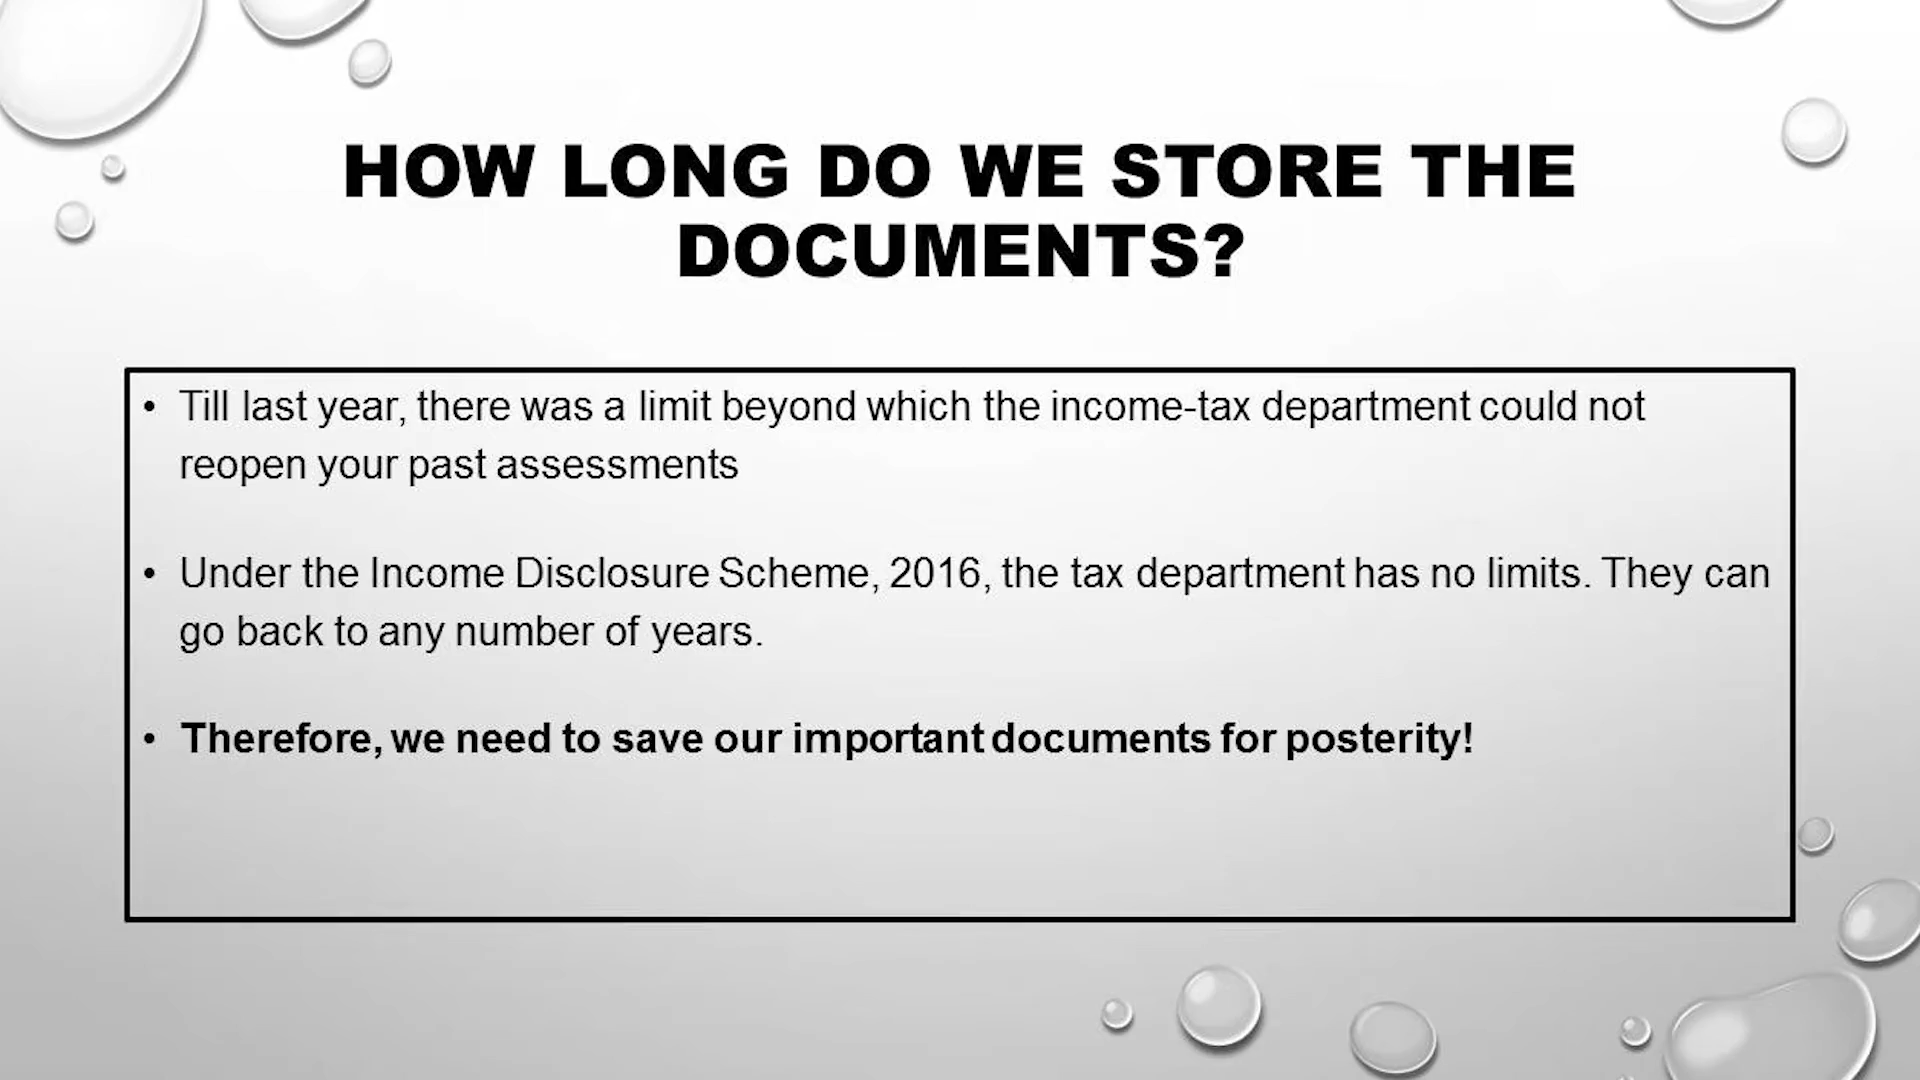 HOW LONG DO WE STORE THE
DOCUMENTS?
• Till last year, there was a limit beyond which the income-tax department could not
reopen your past assessments
• Under the Income Disclosure Scheme, 2016, the tax department has no limits. They can
go back to any number of years.
• Therefore, we need to save our important documents for posterity!